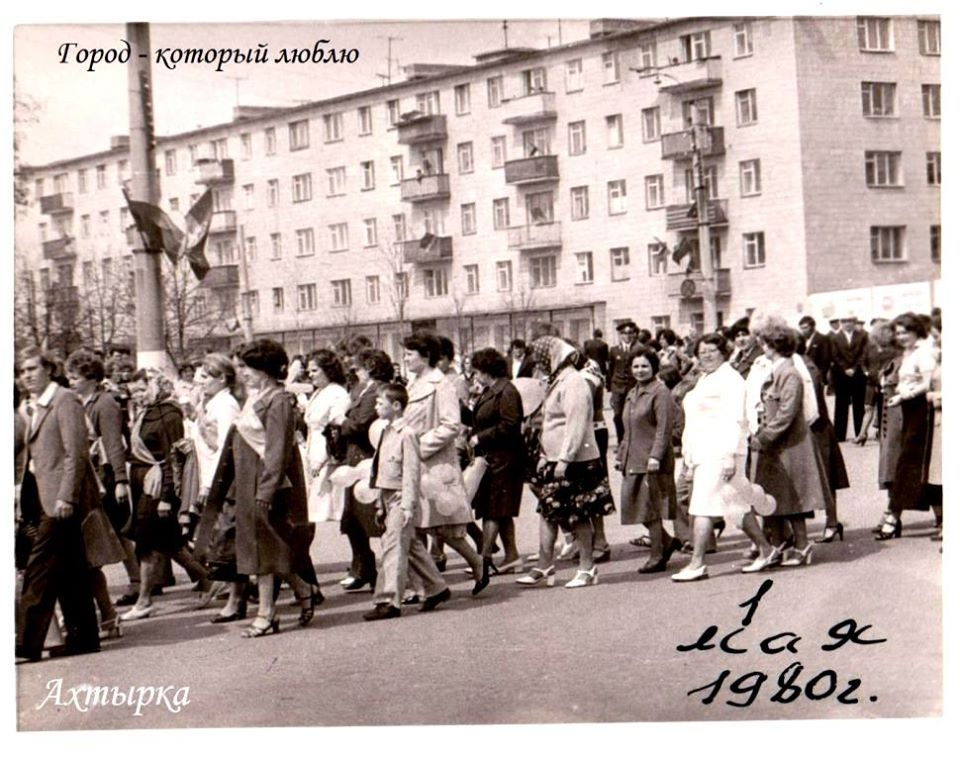 Город - который люблю
1
мая
1980г.
Ахтырка